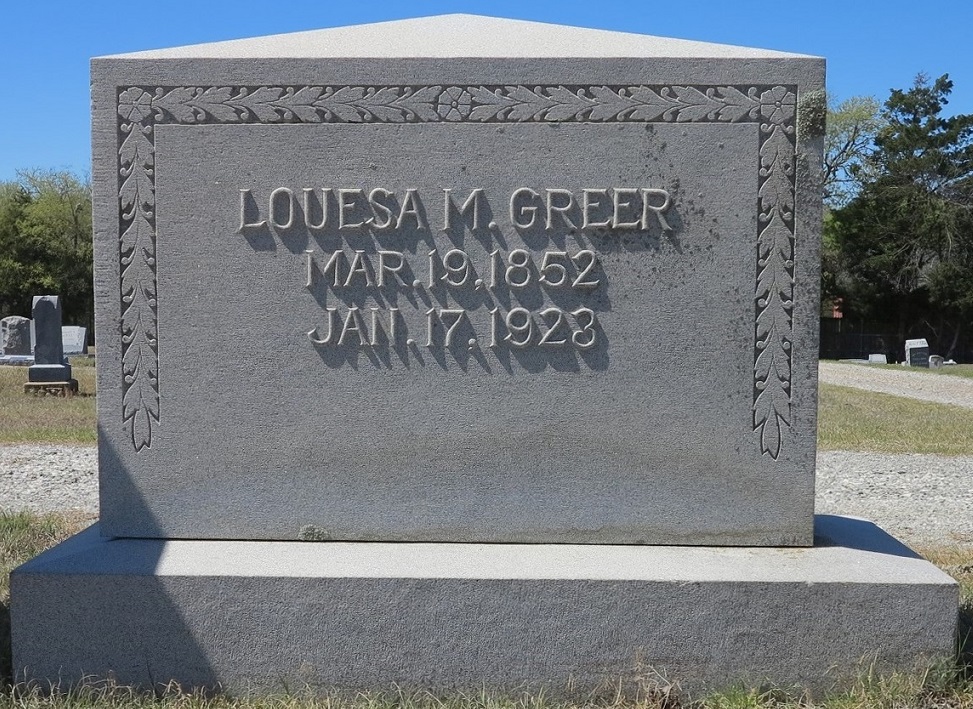 LOUESA M. GREER
MAR. 19, 1852
JAN. 17, 1923